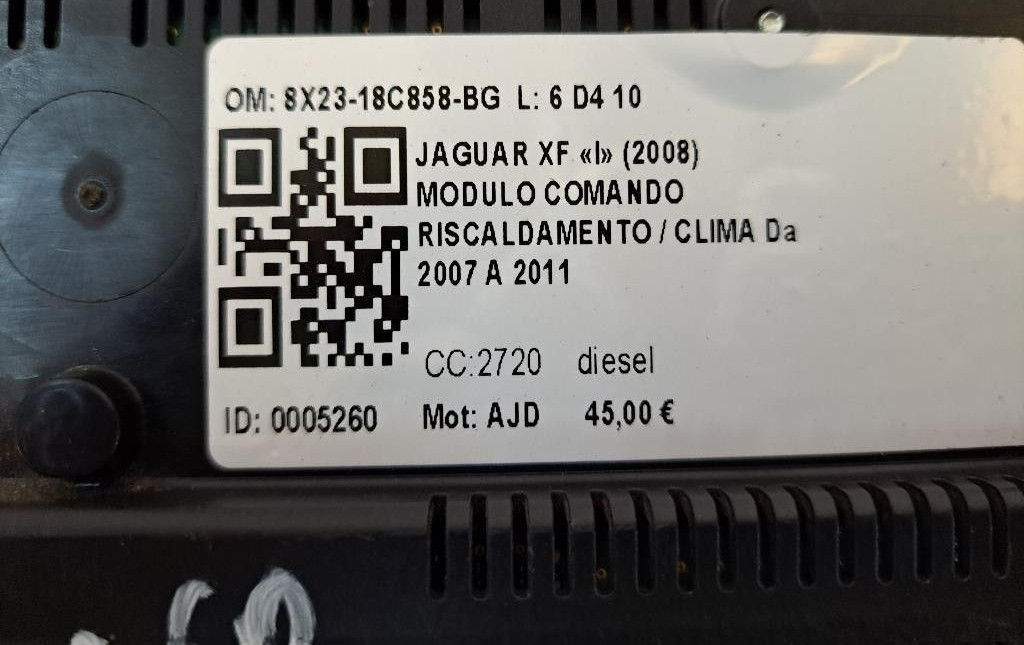 OM: 8X23-18C858-BG L: 6 D4 10
JAGUAR XF «I» (2008)
MODULO COMANDO
RISCALDAMENTO / CLIMA Da
2007 A 2011
CC:2720 diesel
ID: 0005260 Mot: AJD 45,00 €